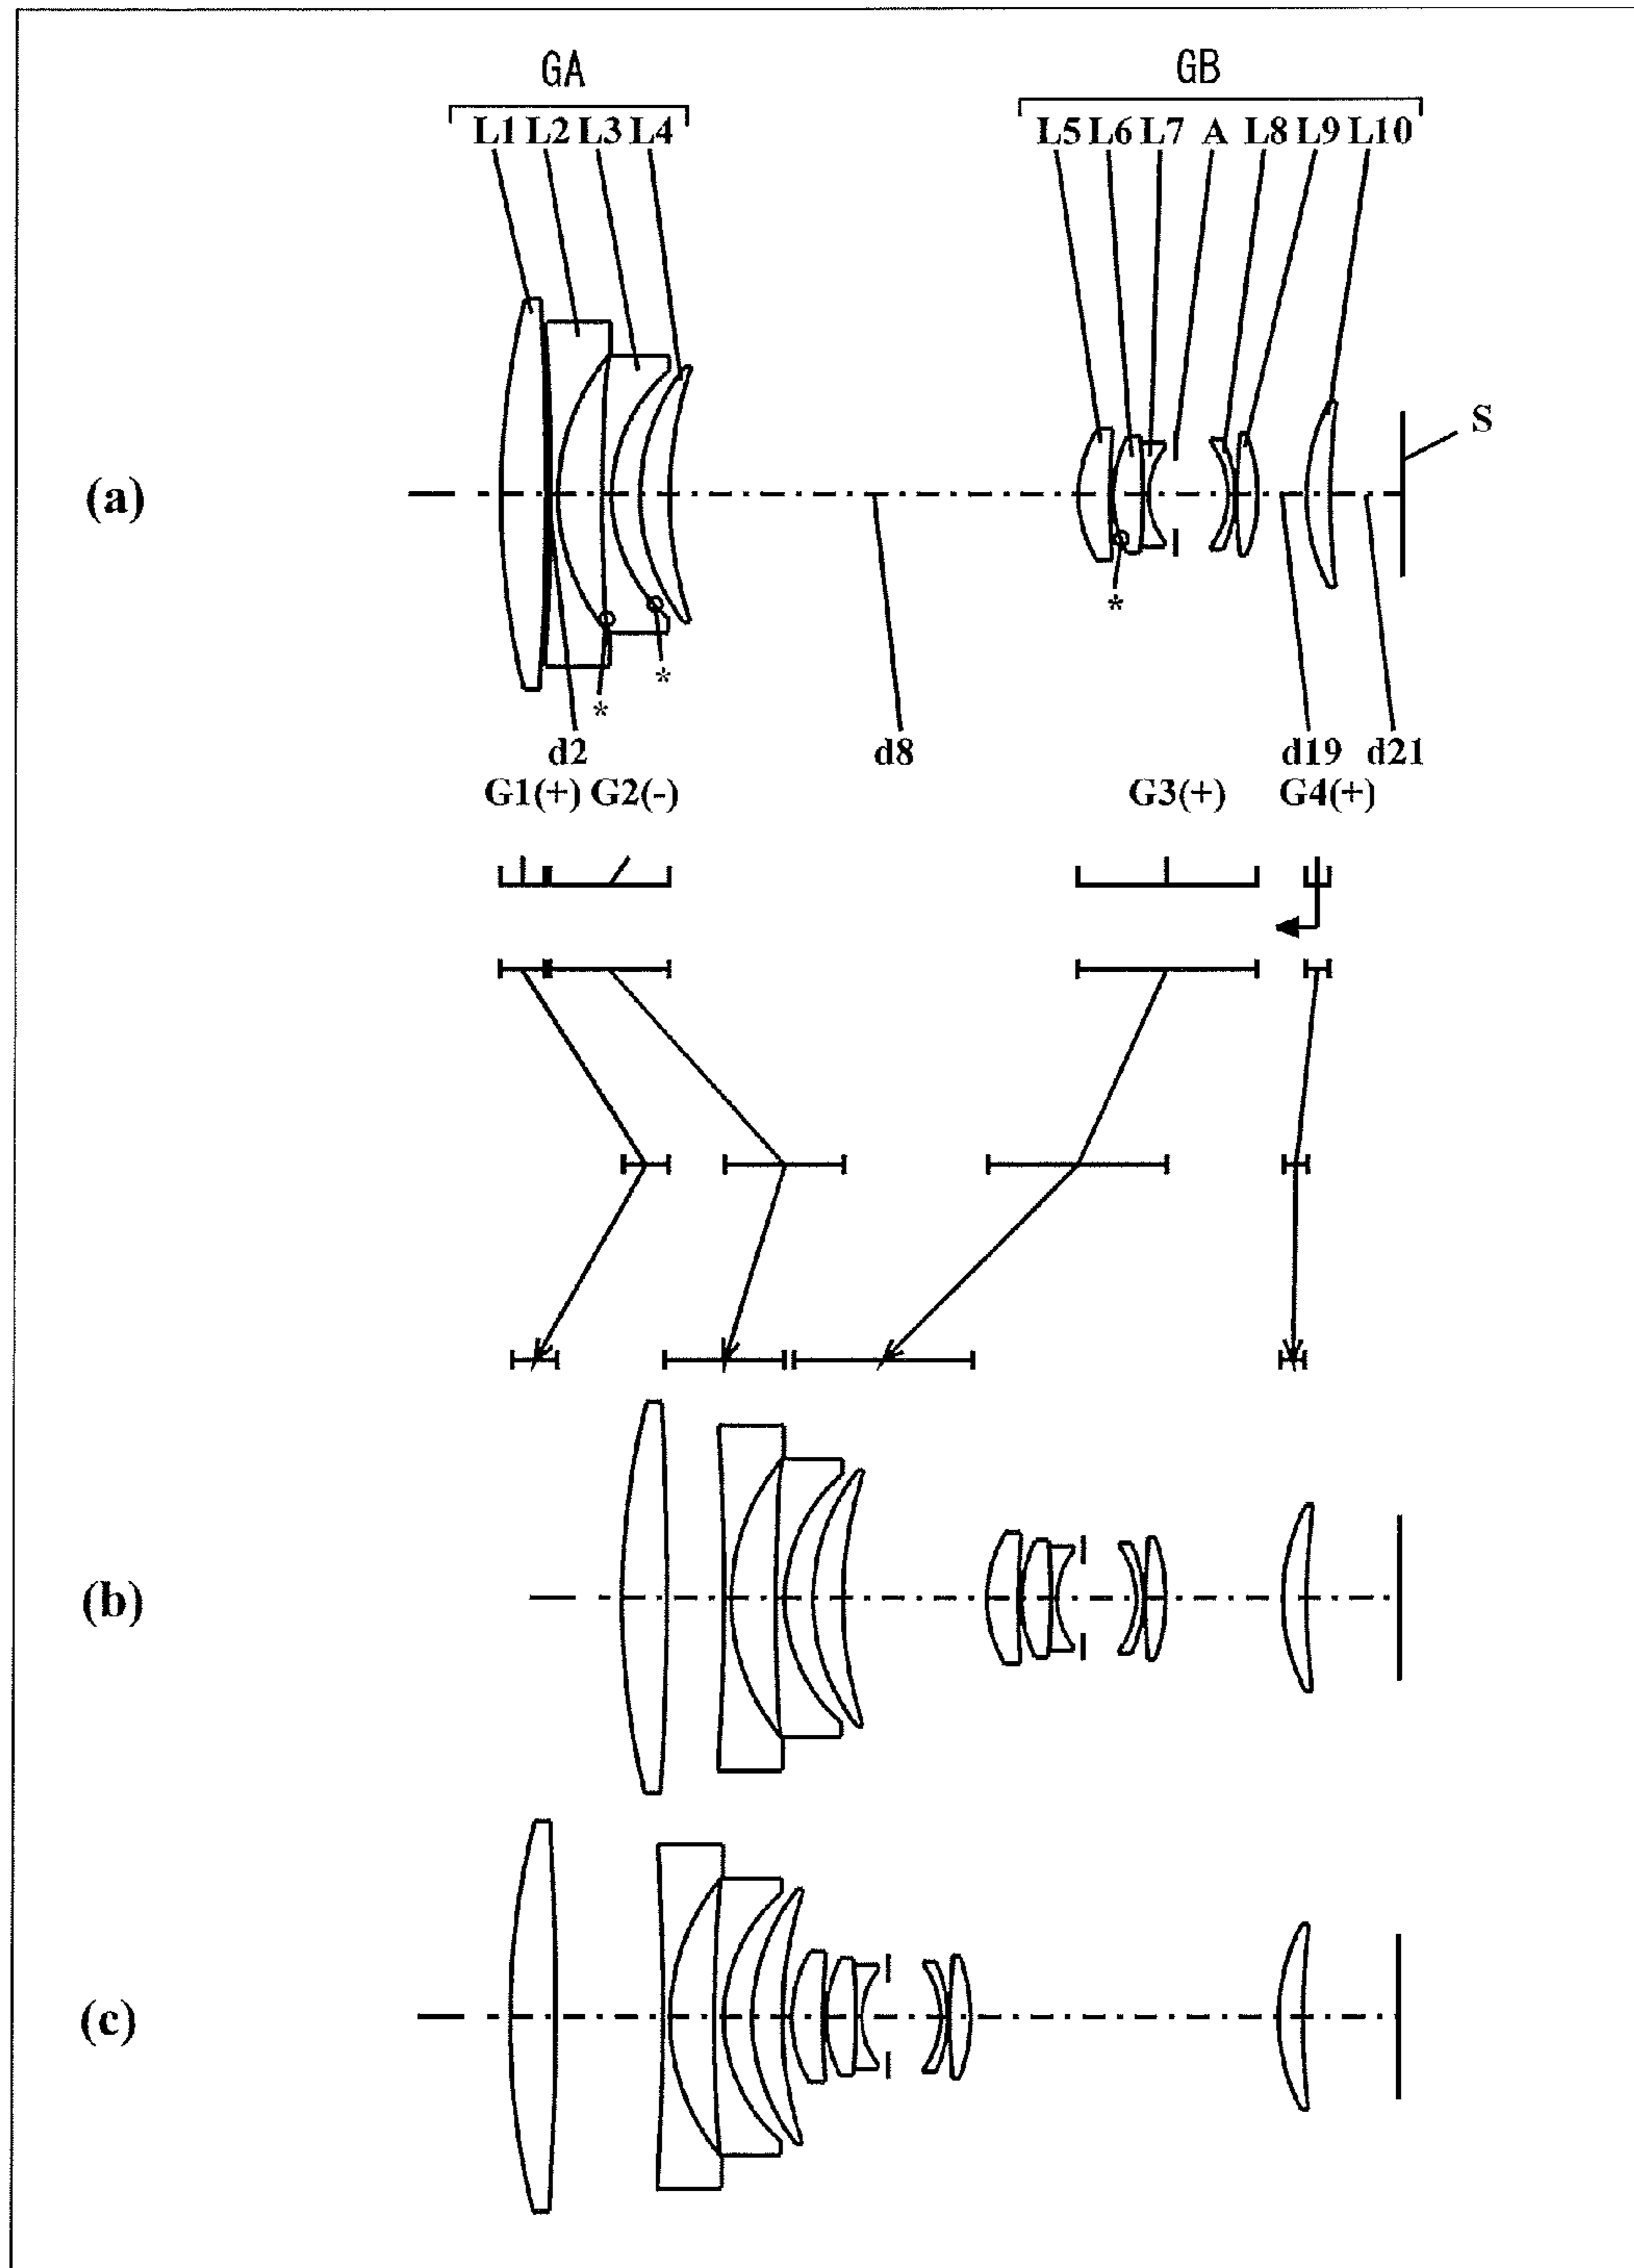 GA GB
L1 L2 L3 L4 L5 L6 L7 A L8 L9 L10
S
(a)
*
*
*
d2 d8 d19 d21
G1(+) G2(-) G3(+) G4(+)
(b)
(c)